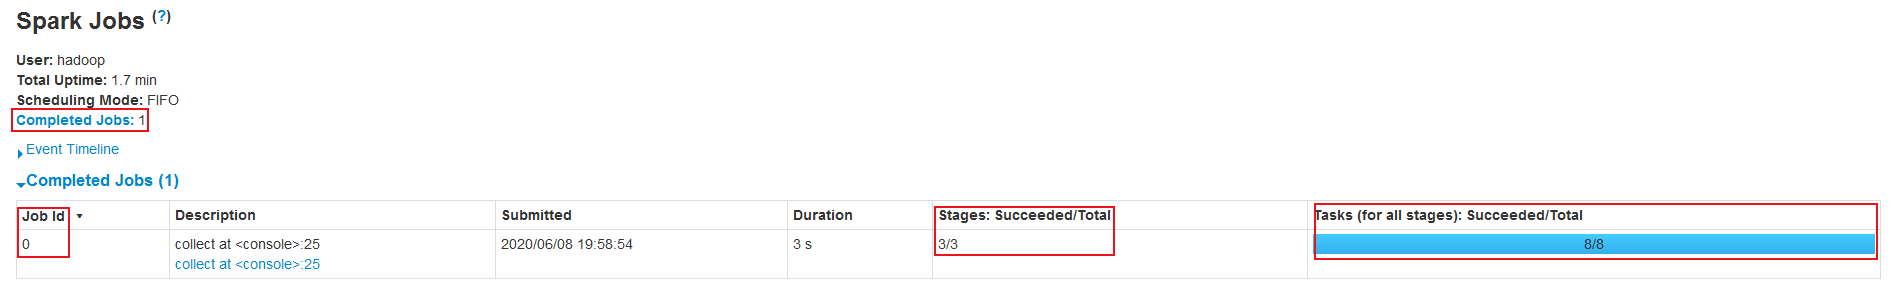 Spark Jobs (?)
User: hadoop
Total Uptime: 1.7 min
Scheduling Mode: FIFO
Completed Jobs: 1
Event Timeline
Completed Jobs (1)
Job Id Description Submitted Duration Stages: Succeeded/Total Tasks (for all stages): Succeeded/Total
0 collect at <console>:25 2020/06/08 19:58:54 3 s 3/3 8/8
collect at <console>:25